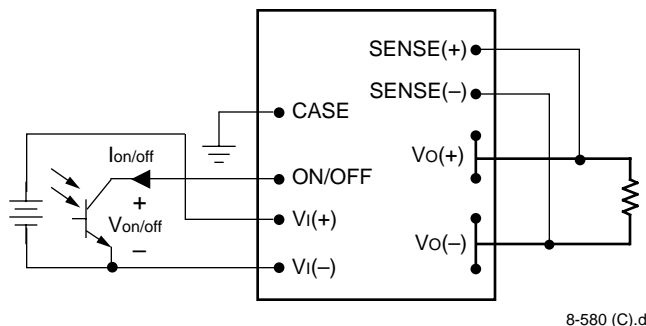 SENSE(+)
SENSE(–)
CASE
VO(+)
Ion/off
ON/OFF
+
Von/off
VI(+)
–
VO(–)
VI(–)
8-580 (C).d